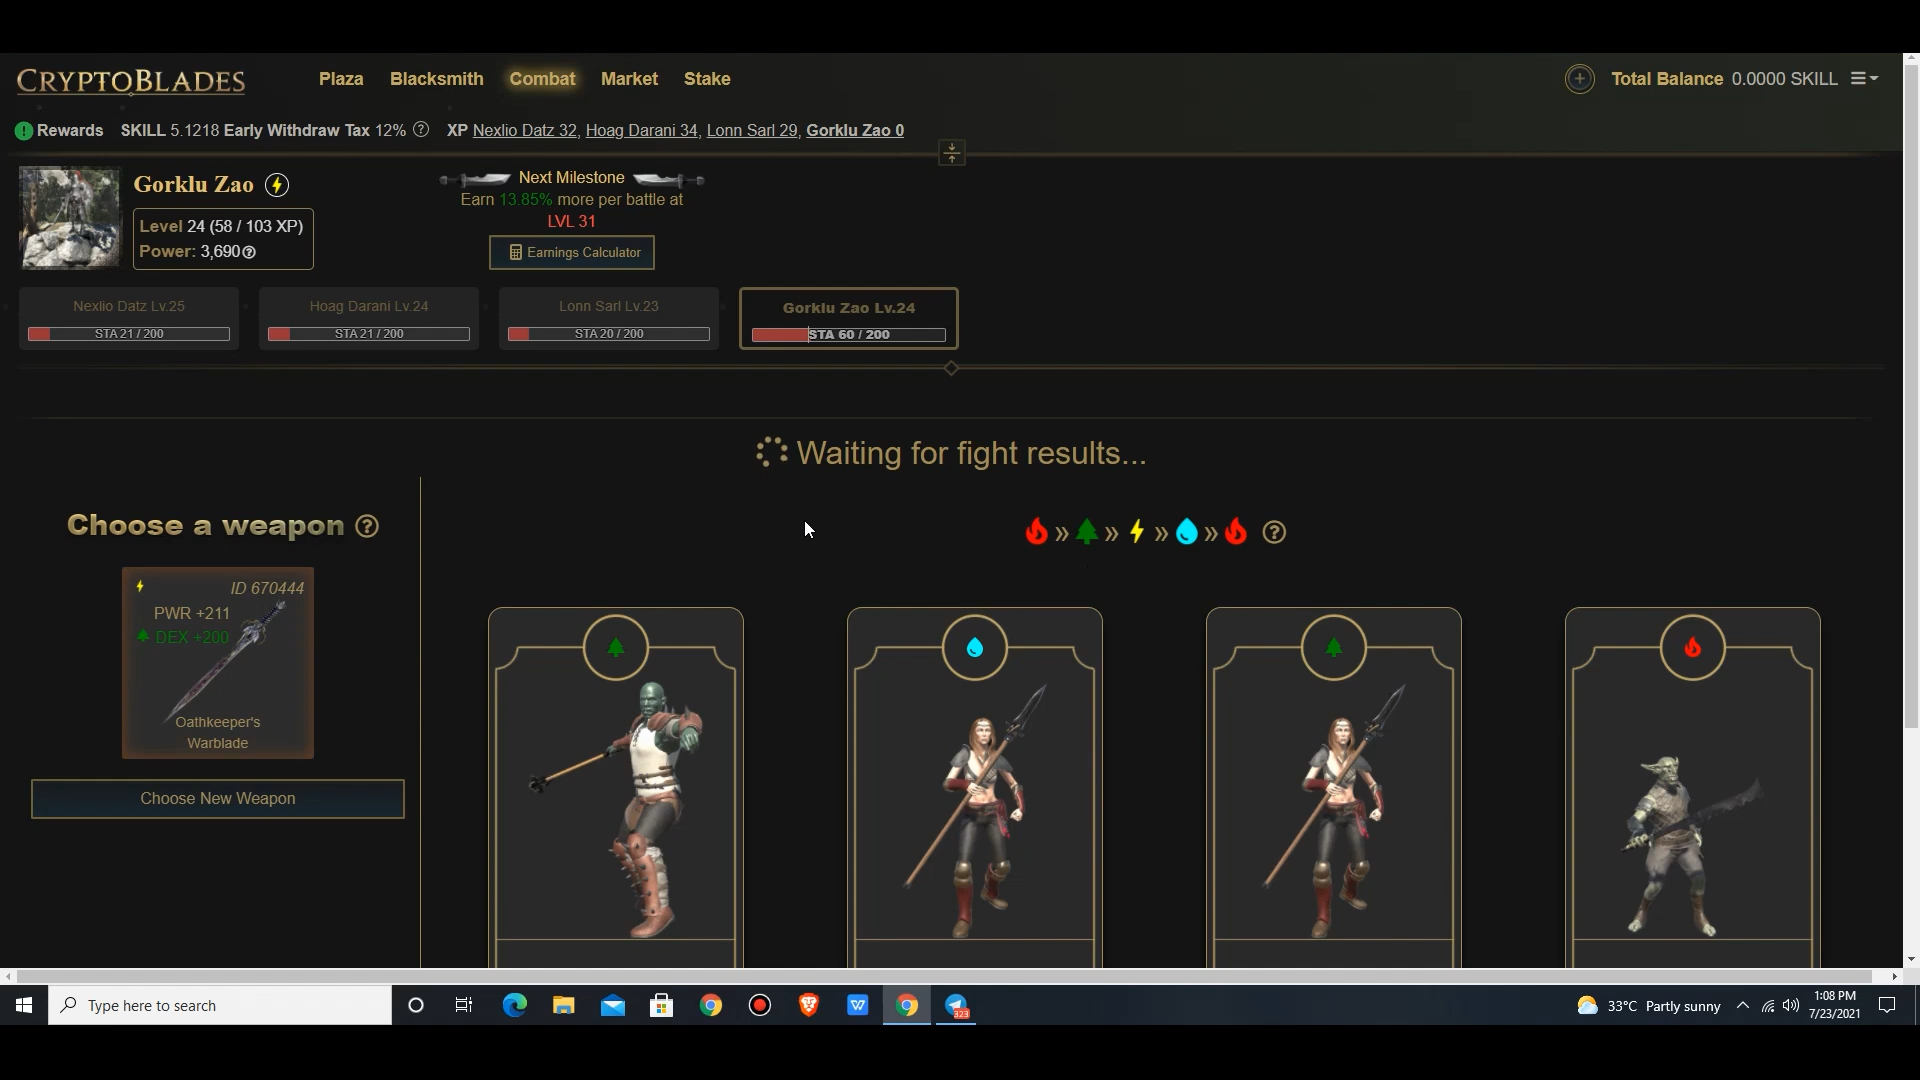 CRYPTOBLADES
Plaza Blacksmith Combat Market Stake
Total Balance 0.0000 SKILL
Rewards SKILL 5.1218 Early Withdraw Tax 12% XP Nexlio Datz 32, Hoag Darani 34, Lonn Sarl 29, Gorklu Zao 0
Gorklu Zao
Level 24 (58 / 103 XP)
Power: 3,690
Next Milestone
Earn 13.85% more per battle at
LVL 31
Earnings Calculator
Nexlio Datz Lv.25
STA 21 / 200
Hoag Darani Lv.24
STA 21 / 200
Lonn Sarl Lv.23
STA 20 / 200
Gorklu Zao Lv.24
STA 60 / 200
Waiting for fight results...
Choose a weapon
ID 670444
PWR +211
DEX +200
Oathkeeper's
Warblade
Choose New Weapon
Type here to search
323
33°C Partly sunny
1:08 PM
7/23/2021